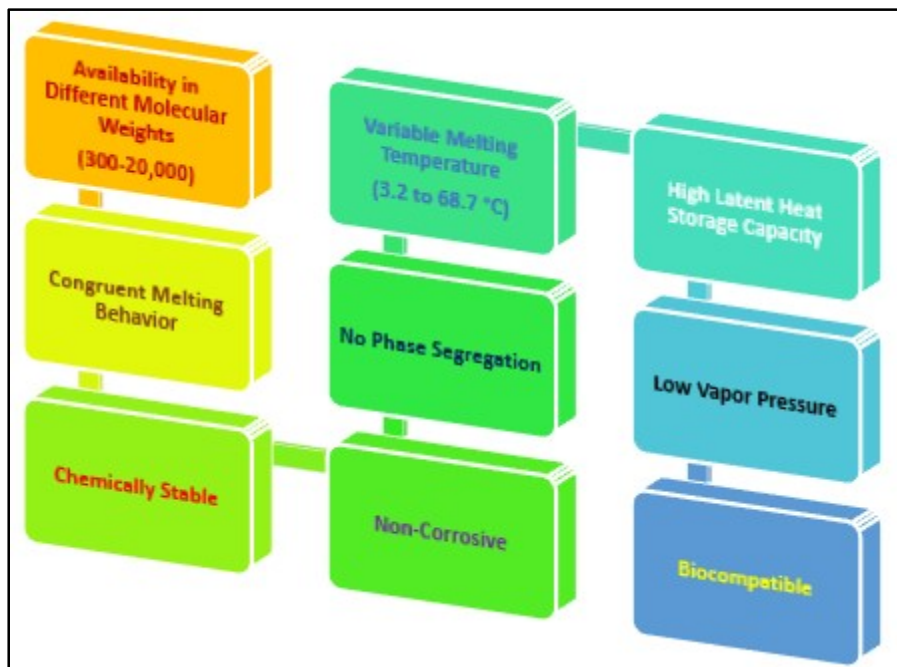 Availability in
Different Molecular
Weights
(300-20,000)
Congruent Melting
Behavior
Chemically Stable
Non-Corrosive
No Phase Segregation
Variable Melting
Temperature
(3.2 to 68.7 °C)
High Latent Heat
Storage Capacity
Low Vapor Pressure
Biocompatible